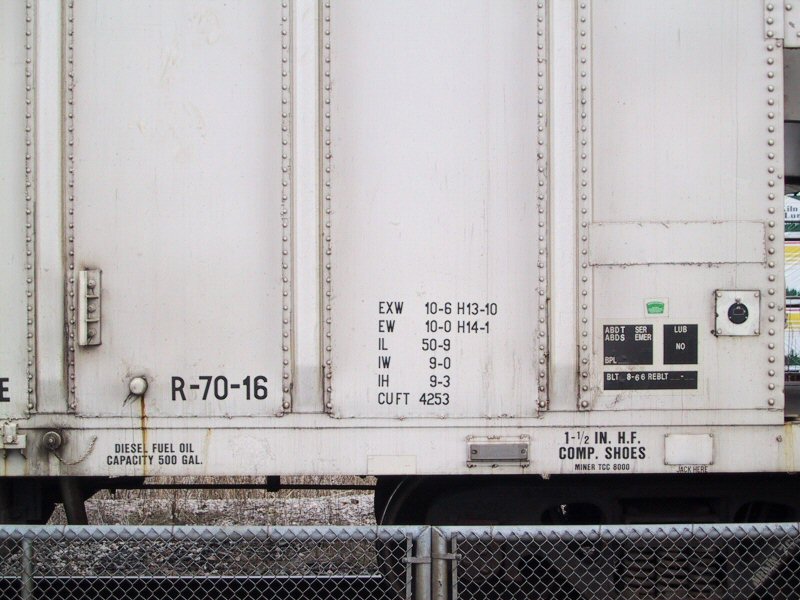 EXW 10-6 H13-10
EW 10-0 H14-1
IL 50-9
IW 9-0
IH 9-3
CUFT 4253
R-70-16
E
ABDT SER
ABDS EMER
BPL
LUB
NO
BLT 8-66 REBLT -
DIESEL FUEL OIL
CAPACITY 500 GAL.
1-1/2 IN. H.F.
COMP. SHOES
MINER TCC 8000
JACK HERE